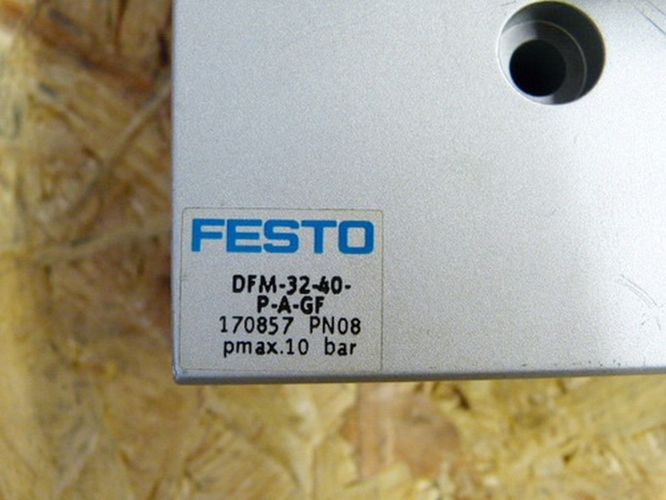 FESTO
DFM-32-40-
P-A-GF
170857 PN08
pmax.10 bar